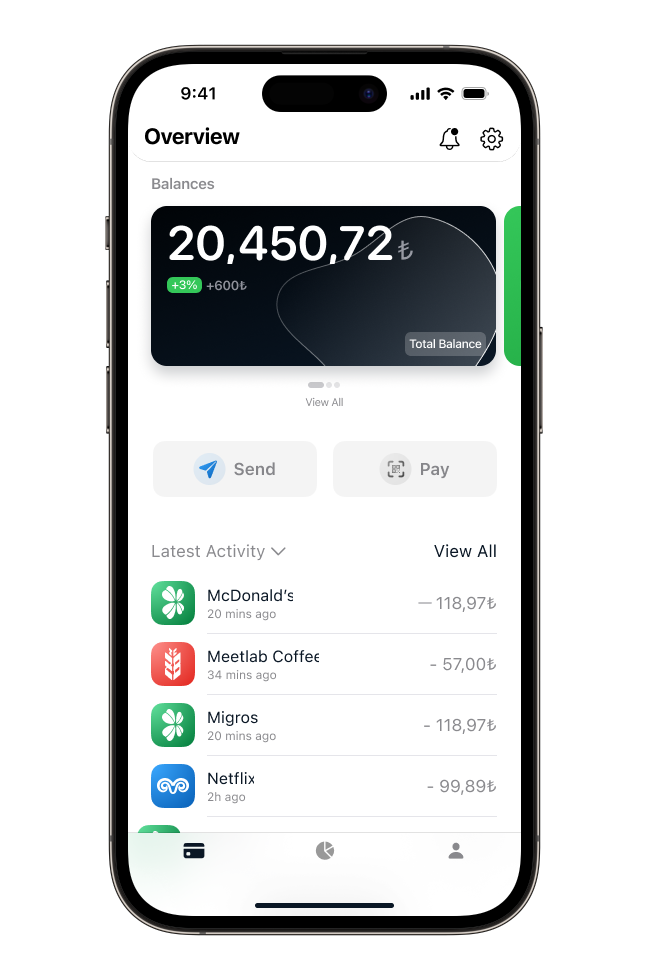 9:41
Overview
Balances
20,450,72₺
+3% +600₺
Total Balance
View All
Send
Pay
Latest Activity
View All
McDonald's
— 118,97₺
20 mins ago
Meetlab Coffee
- 57,00₺
34 mins ago
Migros
- 118,97₺
20 mins ago
Netflix
- 99,89₺
2h ago